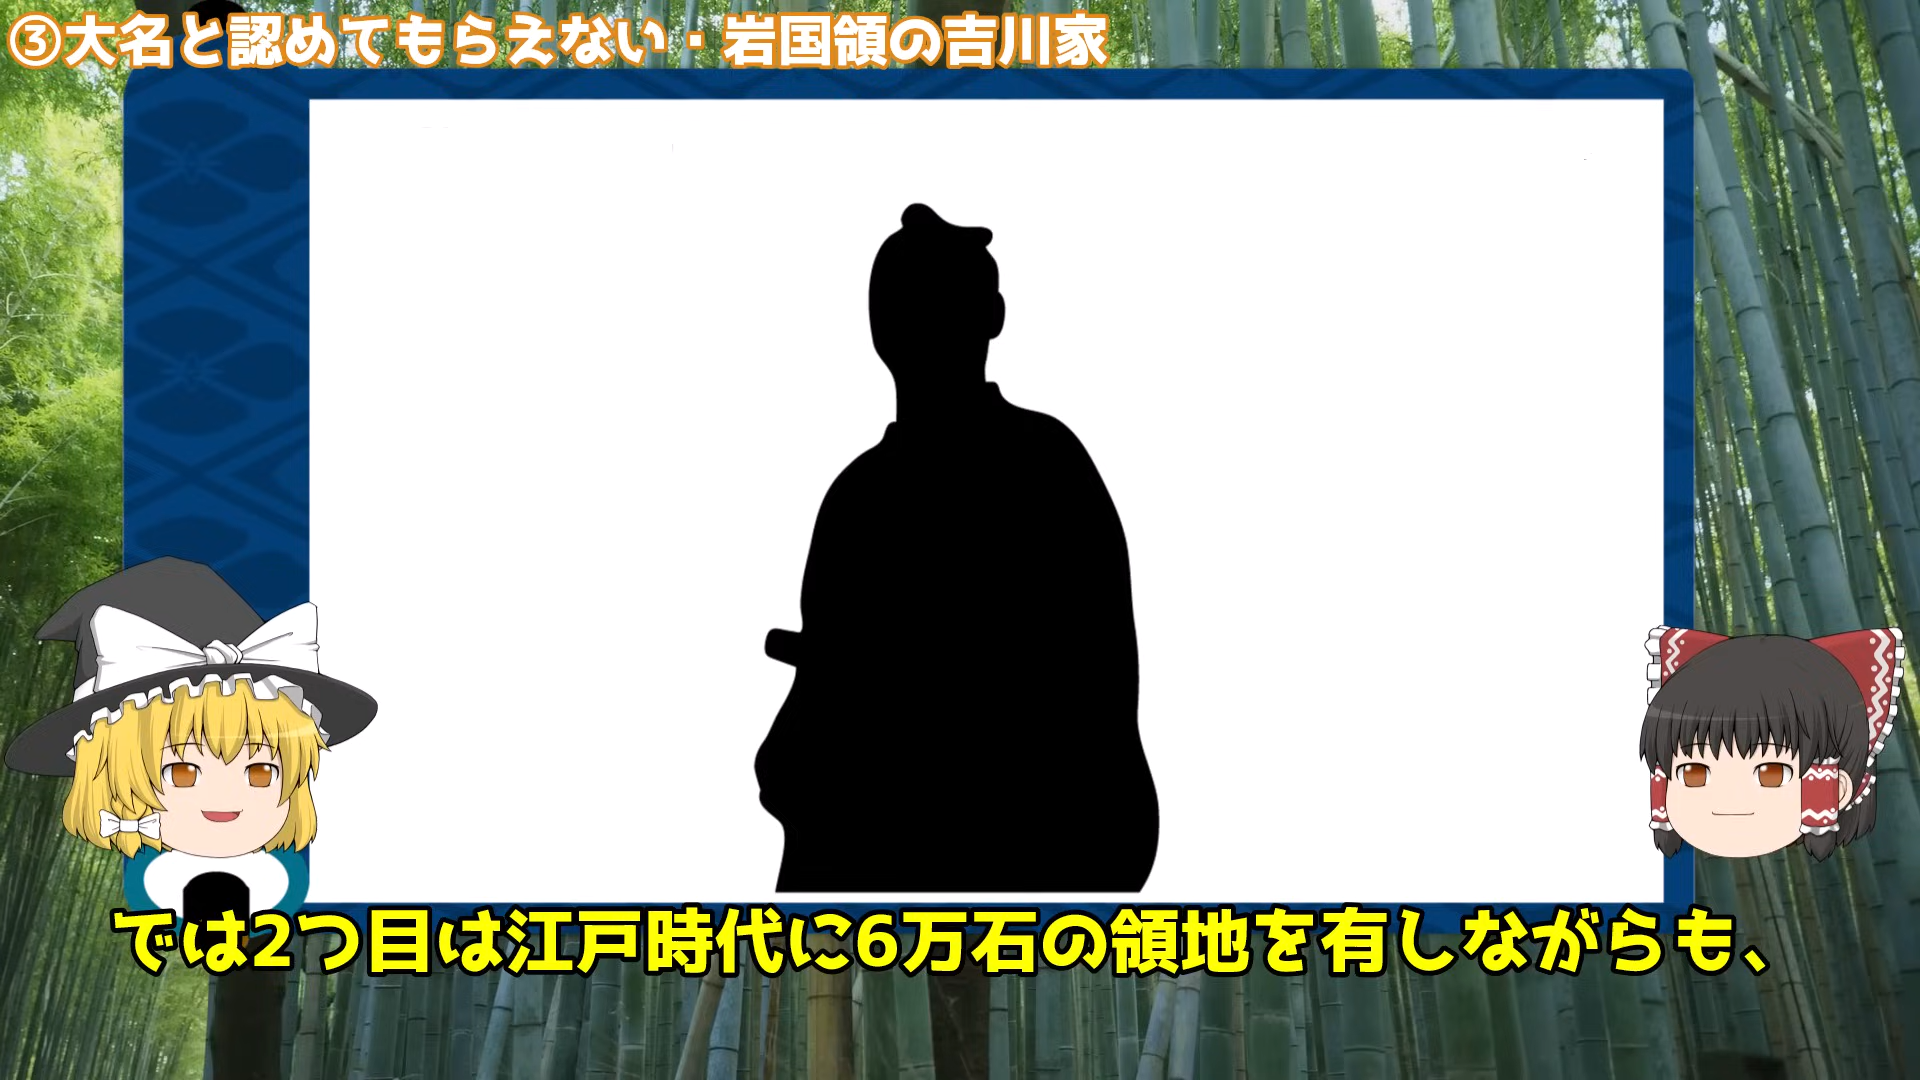 ③大名と認めてもらえない・岩国領の吉川家
では2つ目は江戸時代に6万石の領地を有しながらも、